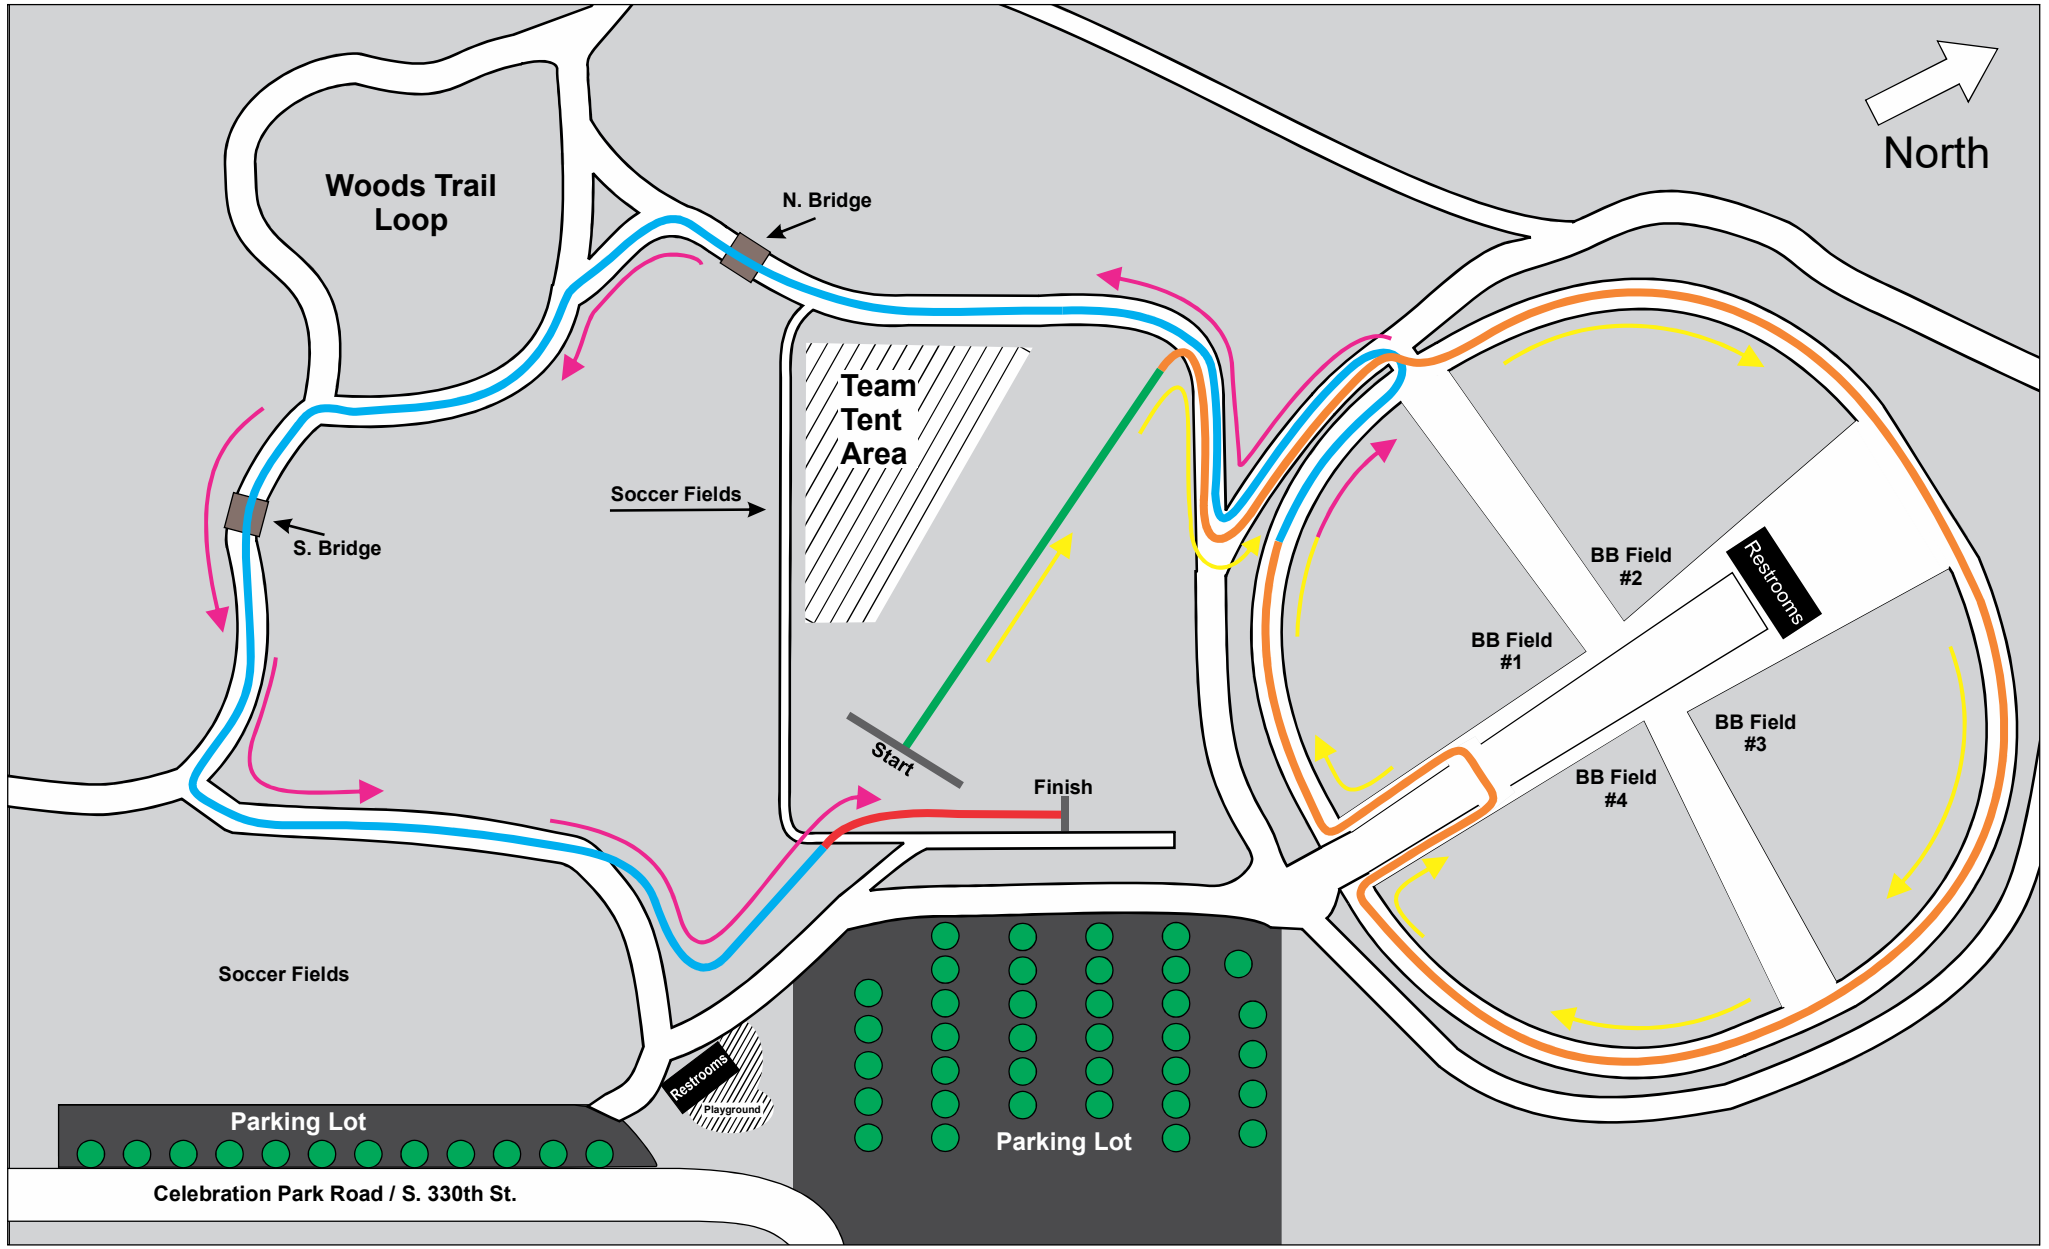 North
Woods Trail
Loop
N. Bridge
Team
Tent
Area
Soccer Fields
S. Bridge
BB Field
#2
Restrooms
BB Field
#1
BB Field
#3
BB Field
#4
Start
Finish
Soccer Fields
Restrooms
Playground
Parking Lot
Parking Lot
Celebration Park Road / S. 330th St.